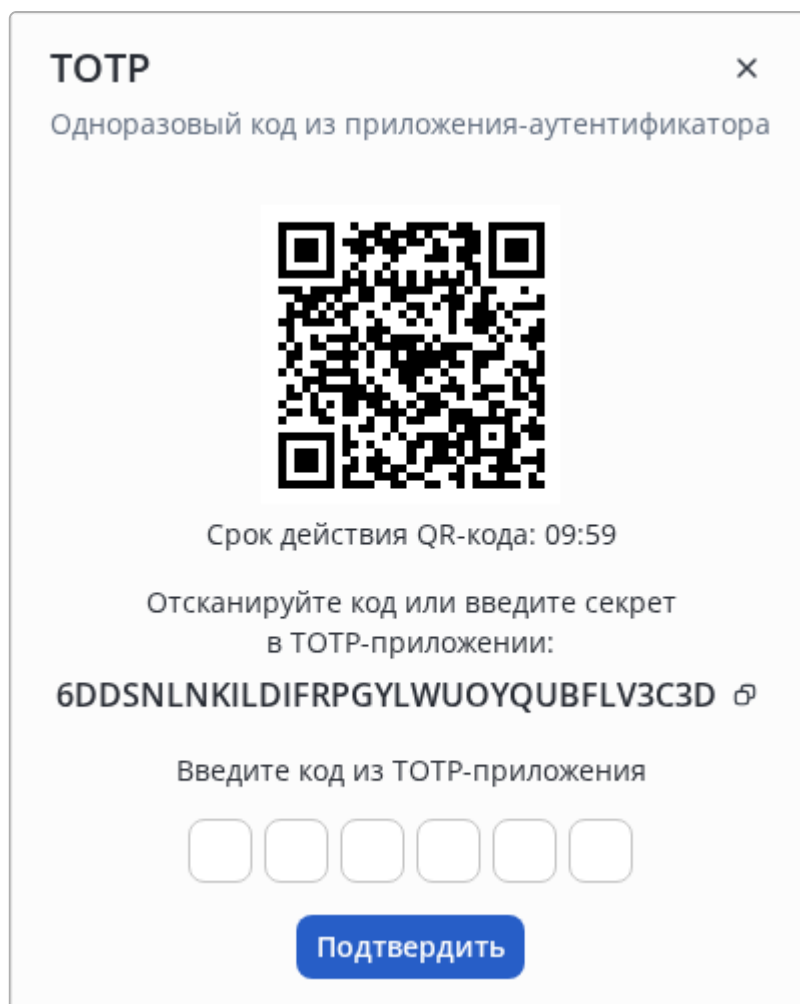 TOTP
Одноразовый код из приложения-аутентификатора
Срок действия QR-кода: 09:59
Отсканируйте код или введите секрет
в TOTP-приложении:
6DDSNLNKILDIFRPGYLWUOYQUBFLV3C3D
Введите код из TOTP-приложения
Подтвердить